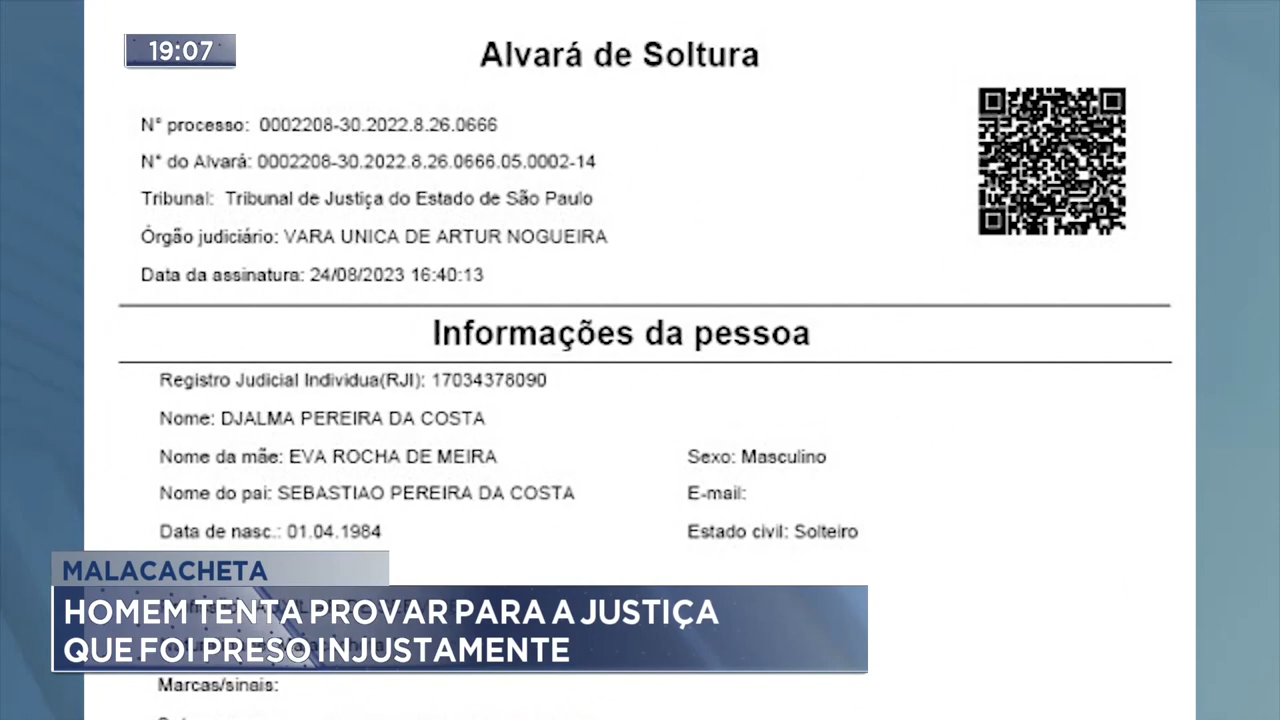 19:07
Alvará de Soltura
N° processo: 0002208-30.2022.8.26.0666
N° do Alvará: 0002208-30.2022.8.26.0666.05.0002-14
Tribunal: Tribunal de Justiça do Estado de São Paulo
Órgão judiciário: VARA UNICA DE ARTUR NOGUEIRA
Data da assinatura: 24/08/2023 16:40:13
Informações da pessoa
Registro Judicial Individua(RJI): 17034378090
Nome: DJALMA PEREIRA DA COSTA
Nome da mãe: EVA ROCHA DE MEIRA
Sexo: Masculino
Nome do pai: SEBASTIAO PEREIRA DA COSTA
E-mail:
Data de nasc.: 01.04.1984
Estado civil: Solteiro
MALACACHETA
HOMEM TENTA PROVAR PARA A JUSTIÇA
QUE FOI PRESO INJUSTAMENTE
Marcas/sinais: